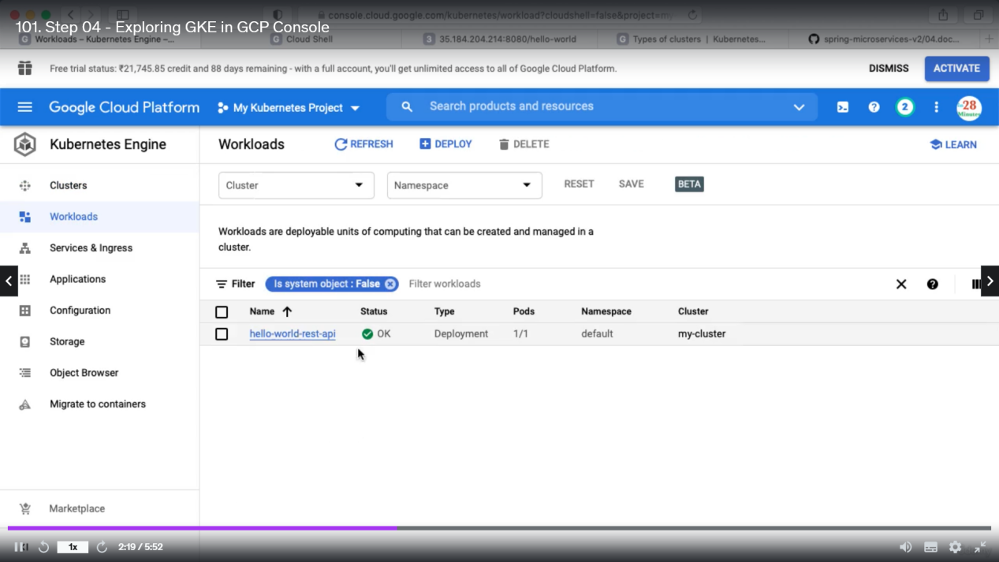 console.cloud.google.com/kubernetes/workload?cloudshell=false&project=my
101. Step 04 - Exploring GKE in GCP Console
Workloads – Kubernetes Engine –...
Cloud Shell
35.184.204.214:8080/hello-world
Types of clusters | Kubernetes...
spring-microservices-v2/04.doc...
Free trial status: ₹21,745.85 credit and 88 days remaining - with a full account, you'll get unlimited access to all of Google Cloud Platform.
DISMISS
ACTIVATE
Google Cloud Platform
My Kubernetes Project
Search products and resources
2
28
Minutes
Kubernetes Engine
Workloads
REFRESH
DEPLOY
DELETE
LEARN
Clusters
Workloads
Services & Ingress
Applications
Configuration
Storage
Object Browser
Migrate to containers
Marketplace
Cluster
Namespace
RESET
SAVE
BETA
Workloads are deployable units of computing that can be created and managed in a
cluster.
Filter
Is system object : False
Filter workloads
Name Status Type Pods Namespace Cluster
hello-world-rest-api OK Deployment 1/1 default my-cluster
1x
2:19 / 5:52